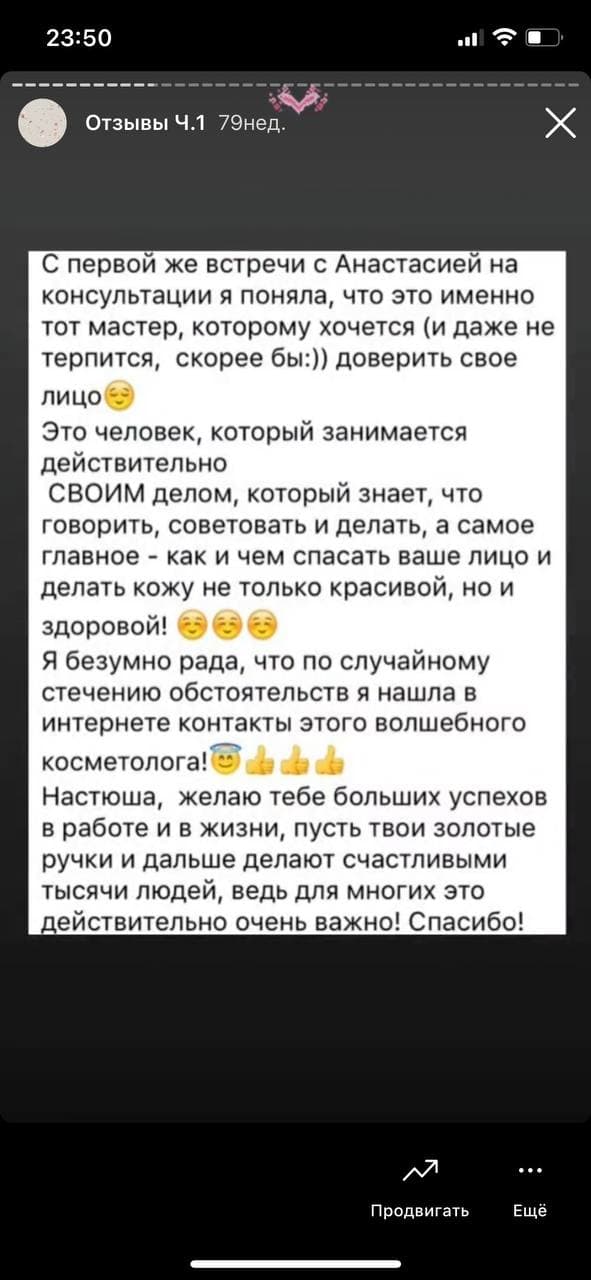 23:50
Отзывы Ч.1 79нед.
С первой же встречи с Анастасией на
консультации я поняла, что это именно
тот мастер, которому хочется (и даже не
терпится,  скорее бы:)) доверить свое
лицо😌
Это человек, который занимается
действительно
СВОИМ делом, который знает, что
говорить, советовать и делать, а самое
главное - как и чем спасать ваше лицо и
делать кожу не только красивой, но и
здоровой! ☺️☺️☺️
Я безумно рада, что по случайному
стечению обстоятельств я нашла в
интернете контакты этого волшебного
косметолога!😇👍👍👍
Настюша,  желаю тебе больших успехов
в работе и в жизни, пусть твои золотые
ручки и дальше делают счастливыми
тысячи людей, ведь для многих это
действительно очень важно! Спасибо!
Продвигать Ещё